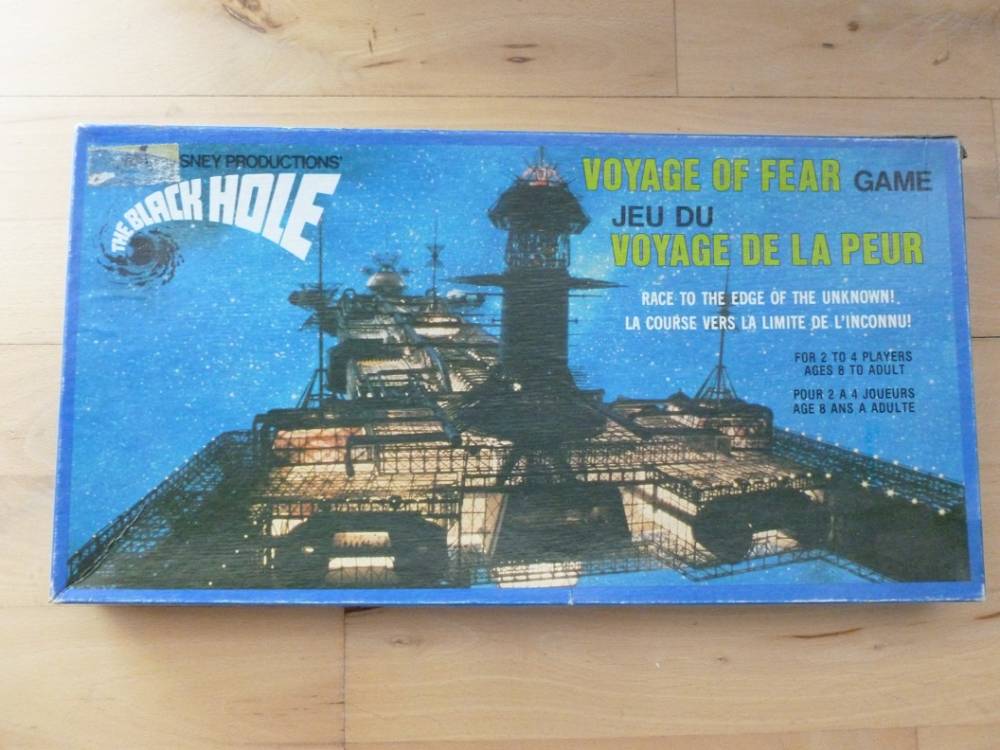 SNEY PRODUCTIONS'
THE BLACK HOLE
VOYAGE OF FEAR GAME
JEU DU
VOYAGE DE LA PEUR
RACE TO THE EDGE OF THE UNKNOWN!
LA COURSE VERS LA LIMITE DE L'INCONNU!
FOR 2 TO 4 PLAYERS
AGES 8 TO ADULT
POUR 2 A 4 JOUEURS
AGE 8 ANS A ADULTE